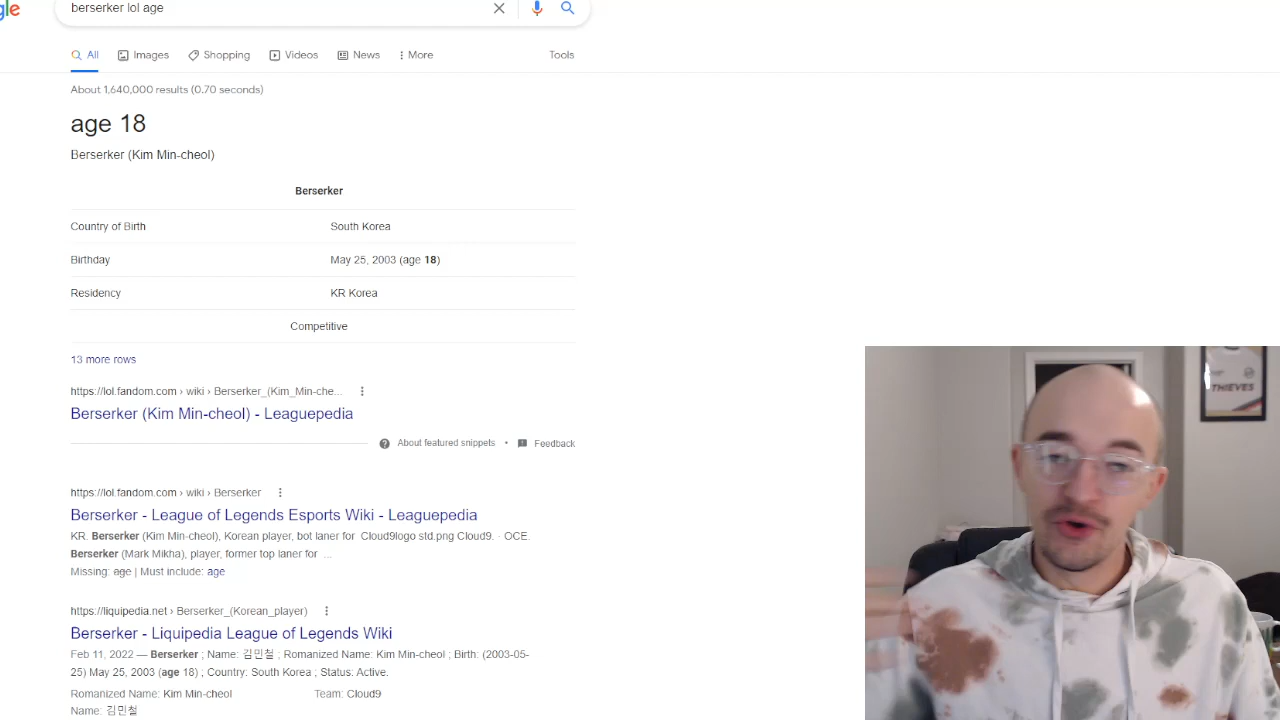 gle
berserker lol age
All Images Shopping Videos News More Tools
About 1,640,000 results (0.70 seconds)
age 18
Berserker (Kim Min-cheol)
Berserker
Country of Birth South Korea
Birthday May 25, 2003 (age 18)
Residency KR Korea
Competitive
13 more rows
https://lol.fandom.com › wiki › Berserker_(Kim_Min-che...
Berserker (Kim Min-cheol) - Leaguepedia
About featured snippets • Feedback
https://lol.fandom.com › wiki › Berserker
Berserker - League of Legends Esports Wiki - Leaguepedia
KR. Berserker (Kim Min-cheol), Korean player, bot laner for Cloud9logo std.png Cloud9. · OCE.
Berserker (Mark Mikha), player, former top laner for ...
Missing: age | Must include: age
https://liquipedia.net › Berserker_(Korean_player)
Berserker - Liquipedia League of Legends Wiki
Feb 11, 2022 — Berserker ; Name: 김민철 ; Romanized Name: Kim Min-cheol ; Birth: (2003-05-
25) May 25, 2003 (age 18) ; Country: South Korea ; Status: Active.
Romanized Name: Kim Min-cheol Team: Cloud9
Name: 김민철
THIEVES